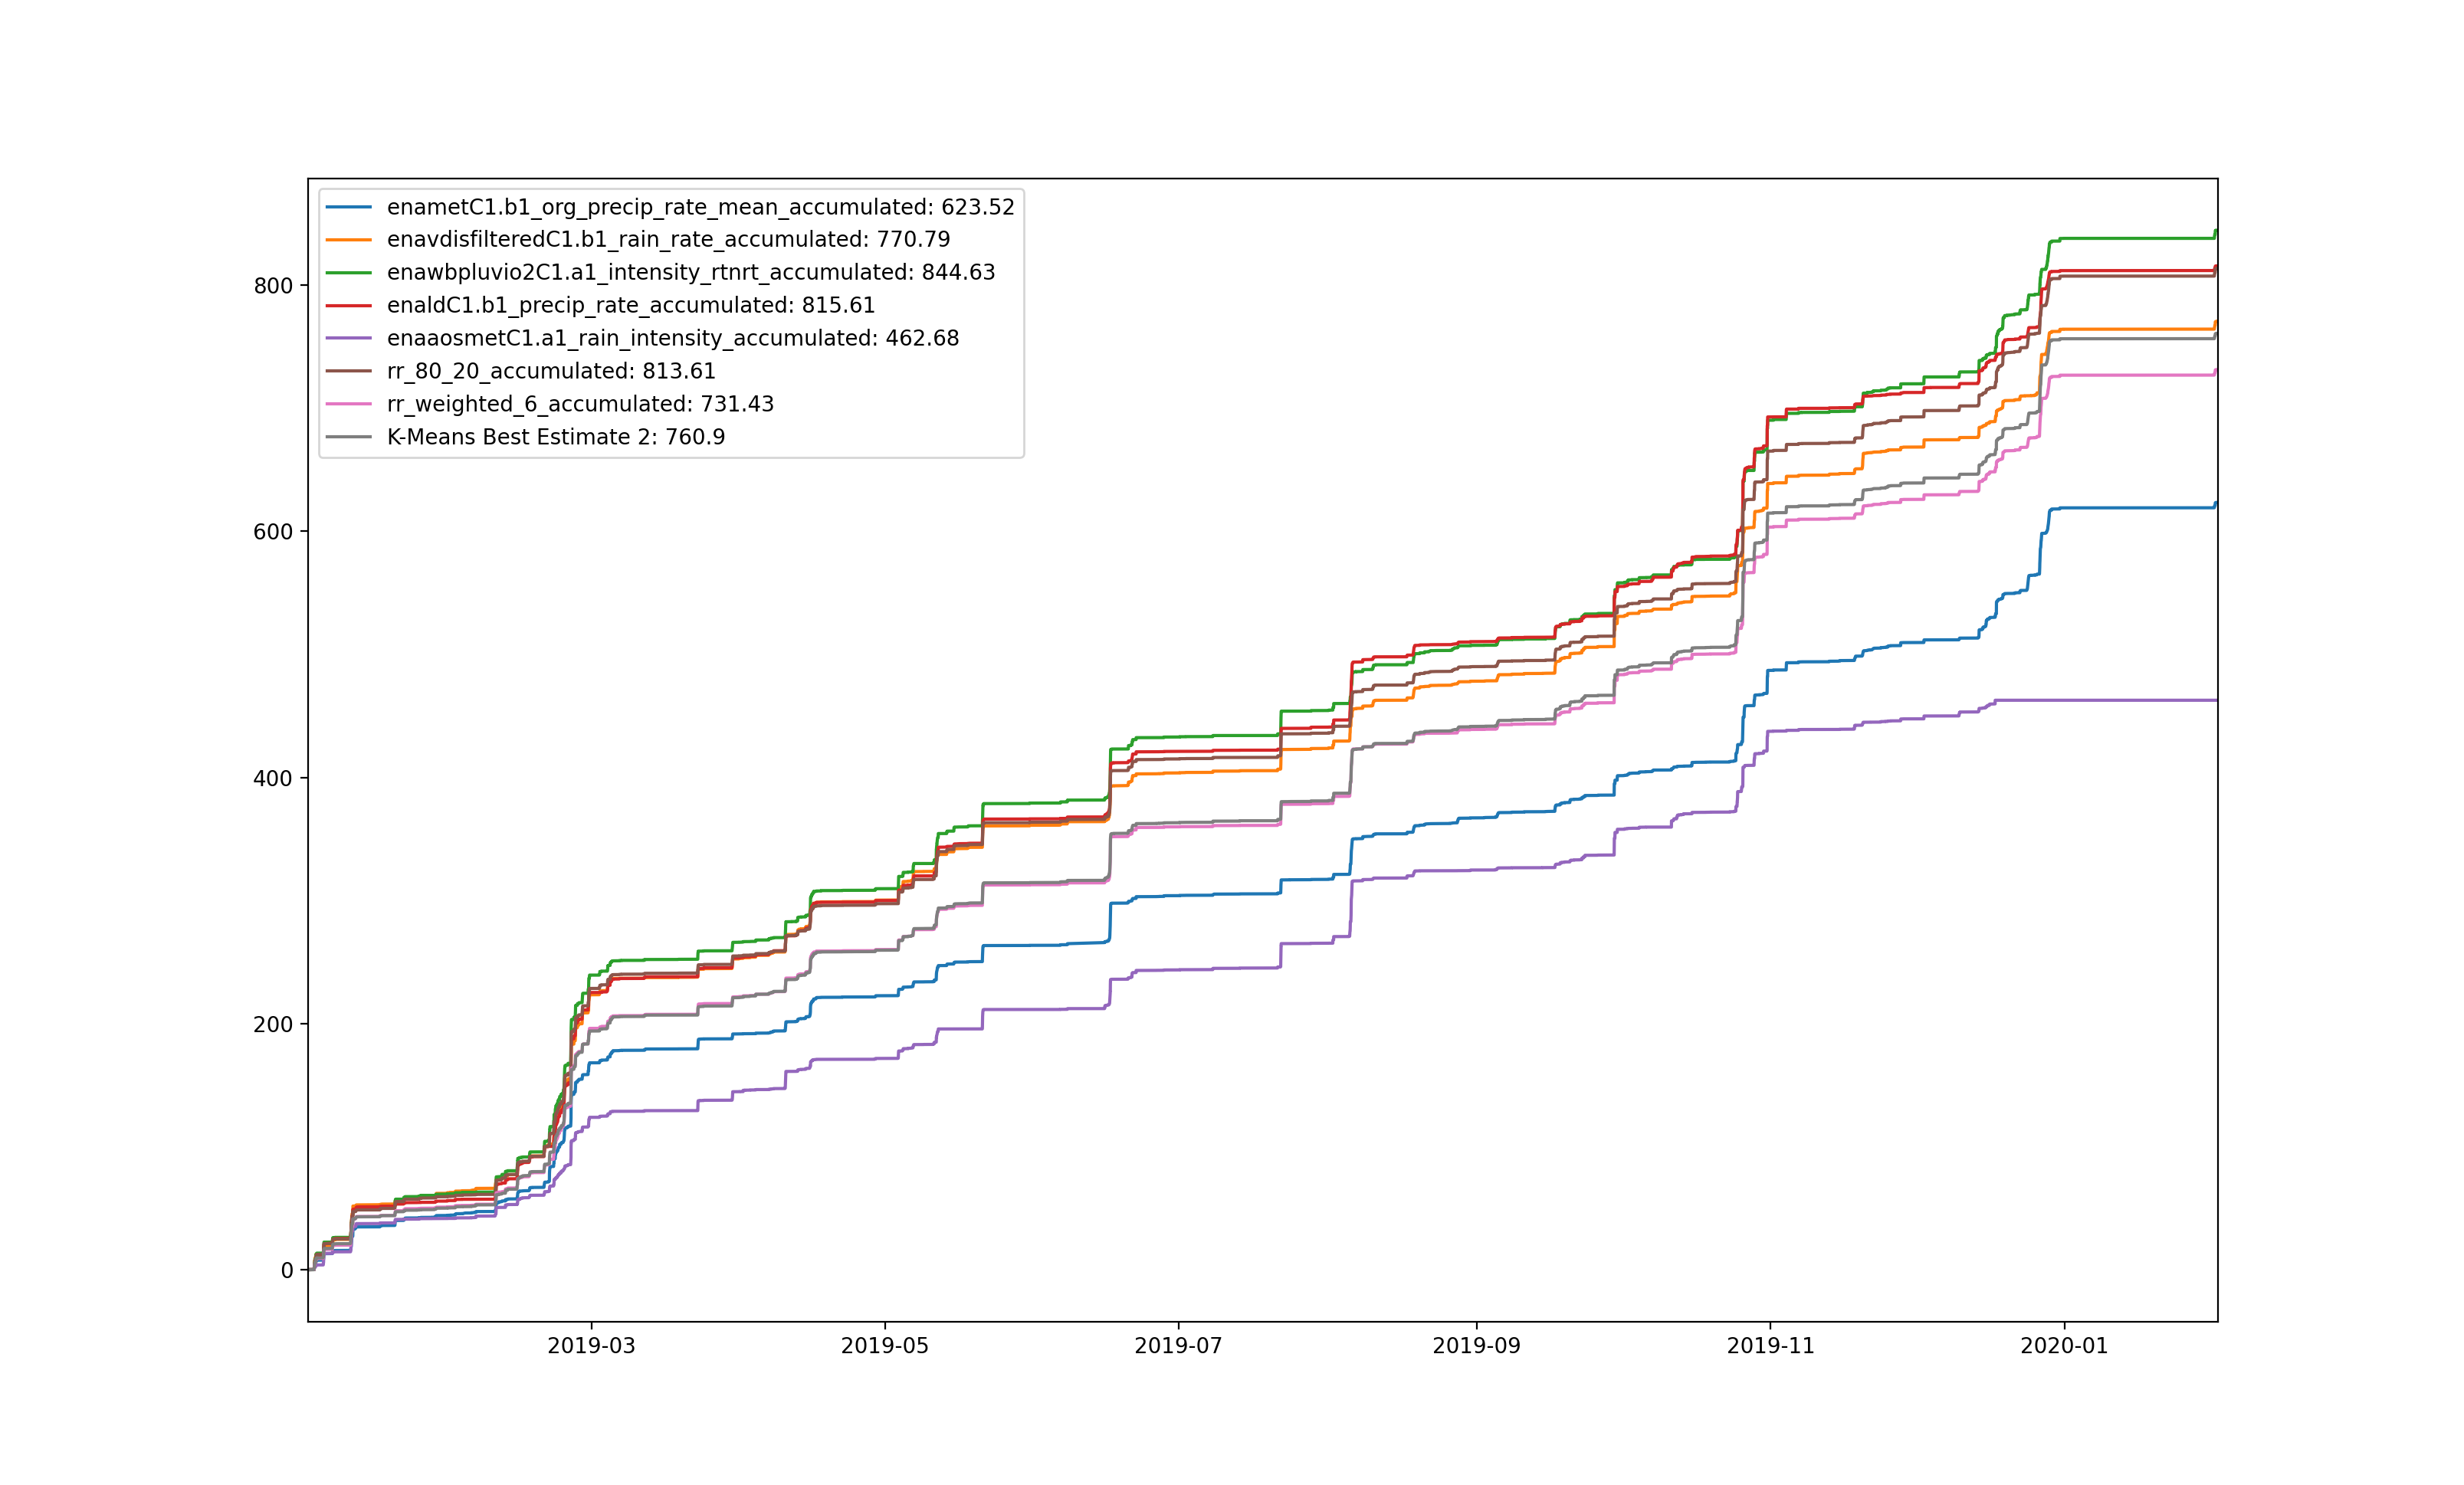 enametC1.b1_org_precip_rate_mean_accumulated: 623.52
enavdisfilteredC1.b1_rain_rate_accumulated: 770.79
enawbpluvio2C1.a1_intensity_rtnrt_accumulated: 844.63
enaldC1.b1_precip_rate_accumulated: 815.61
enaaosmetC1.a1_rain_intensity_accumulated: 462.68
rr_80_20_accumulated: 813.61
rr_weighted_6_accumulated: 731.43
K-Means Best Estimate 2: 760.9
800
600
400
200
0
2019-03 2019-05 2019-07 2019-09 2019-11 2020-01